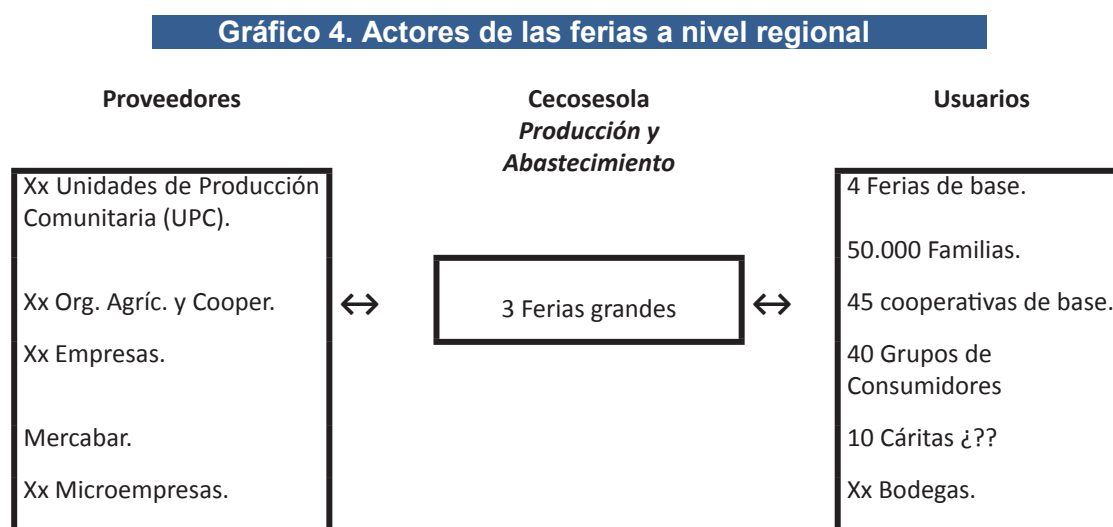 Gráfico 4. Actores de las ferias a nivel regional
Proveedores
Xx Unidades de Producción
Comunitaria (UPC).
Xx Org. Agríc. y Cooper.
Xx Empresas.
Mercabar.
Xx Microempresas.
↔
Cecosesola
Producción y
Abastecimiento
3 Ferias grandes
↔
Usuarios
4 Ferias de base.
50.000 Familias.
45 cooperativas de base.
40 Grupos de
Consumidores
10 Cáritas ¿??
Xx Bodegas.